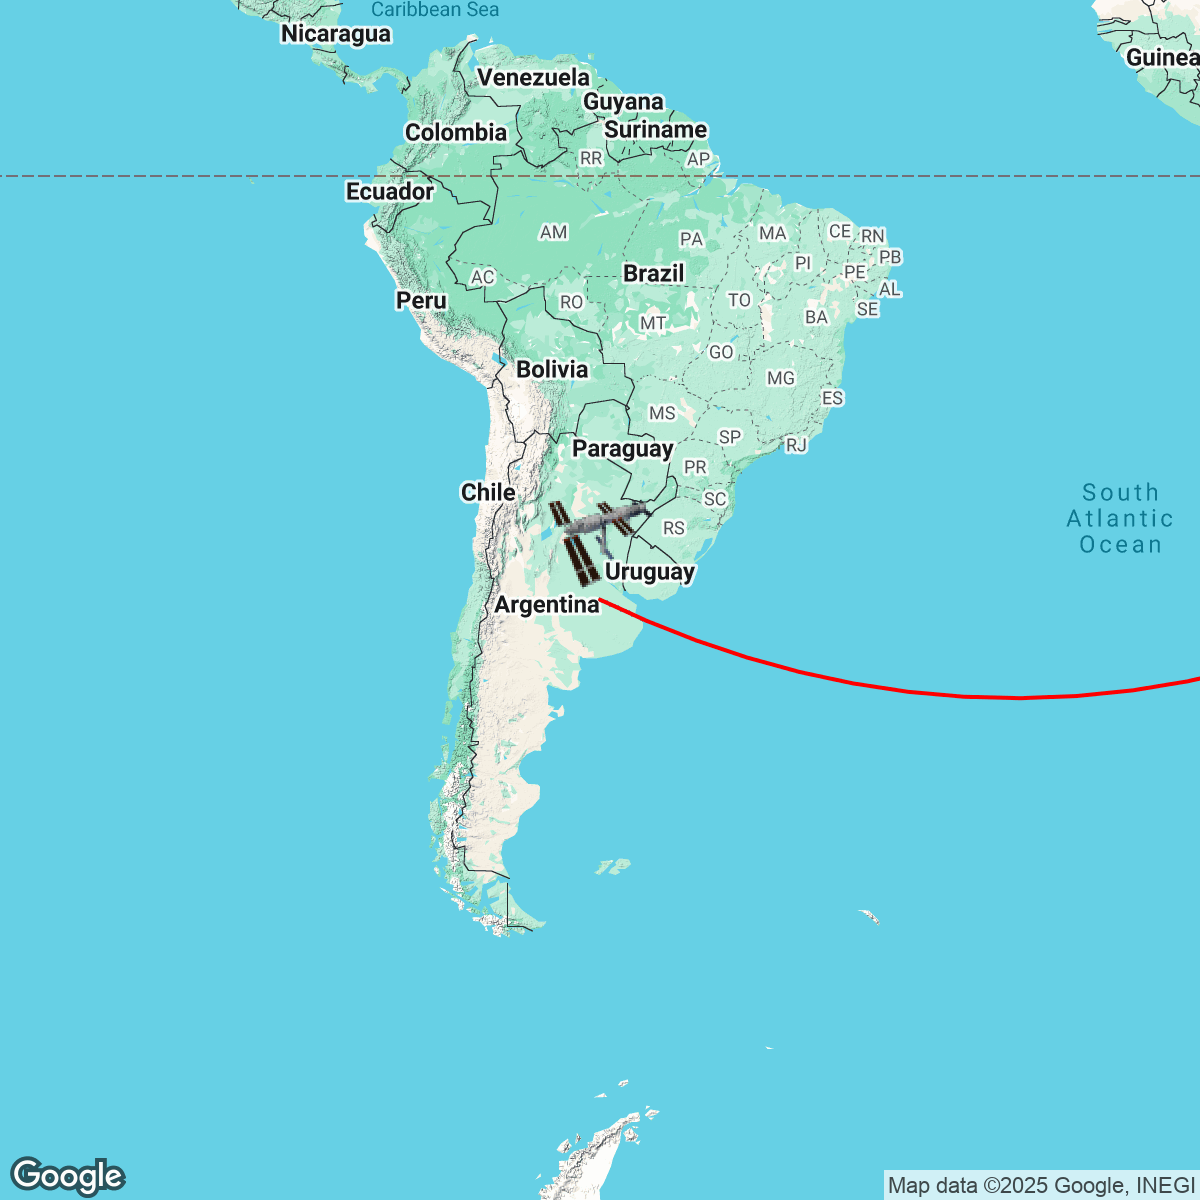 Caribbean Sea
Nicaragua
Guinea
Venezuela
Guyana
Suriname
Colombia
RR
AP
Ecuador
AM
PA
MA
CE
RN
PI
PB
PE
AC
Brazil
AL
Peru
RO
TO
SE
MT
BA
GO
Bolivia
MG
ES
MS
SP
RJ
Paraguay
PR
Chile
SC
South
Atlantic
Ocean
RS
Uruguay
Argentina
Google
Map data ©2025 Google, INEGI